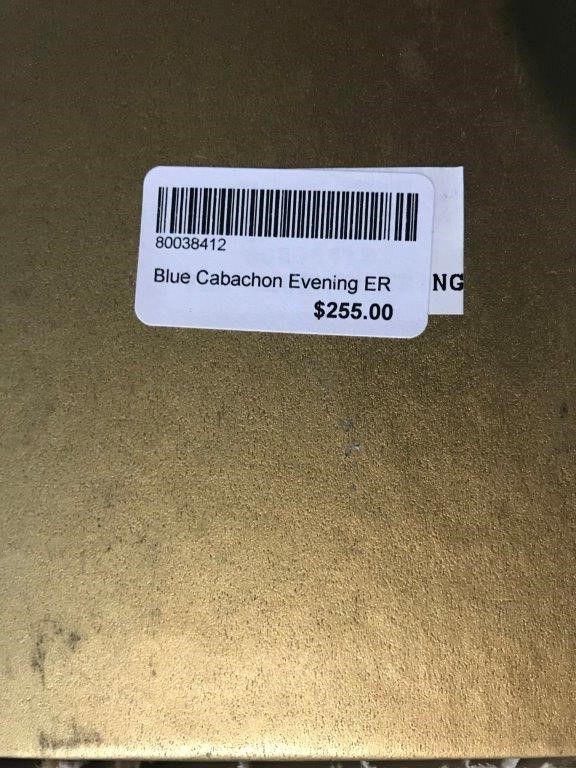 80038412
Blue Cabachon Evening ER
NG
$255.00